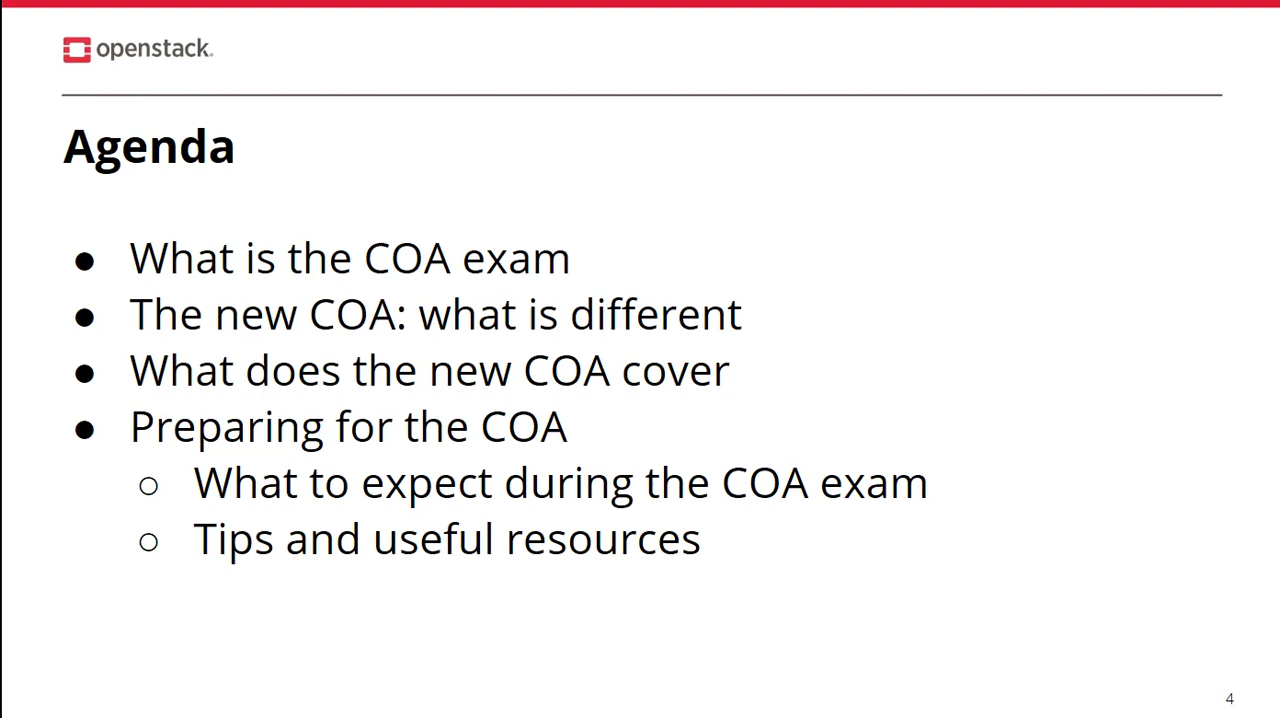 openstack.
Agenda
● What is the COA exam
● The new COA: what is different
● What does the new COA cover
● Preparing for the COA
○ What to expect during the COA exam
○ Tips and useful resources
4